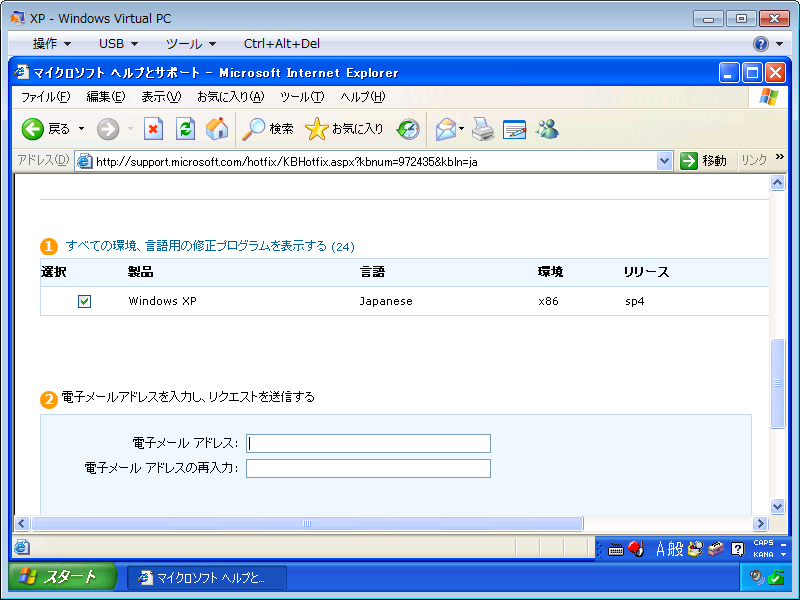 XP - Windows Virtual PC
操作 USB ツール Ctrl+Alt+Del
マイクロソフト ヘルプとサポート - Microsoft Internet Explorer
ファイル(F) 編集(E) 表示(V) お気に入り(A) ツール(T) ヘルプ(H)
戻る 検索 お気に入り
アドレス(D) http://support.microsoft.com/hotfix/KBHotfix.aspx?kbnum=972435&kbln=ja 移動 リンク »
1 すべての環境、言語用の修正プログラムを表示する (24)
選択 製品 言語 環境 リリース
Windows XP Japanese x86 sp4
2 電子メールアドレスを入力し、リクエストを送信する
電子メール アドレス:
電子メール アドレスの再入力:
A 般 CAPS KANA
スタート マイクロソフト ヘルプと...